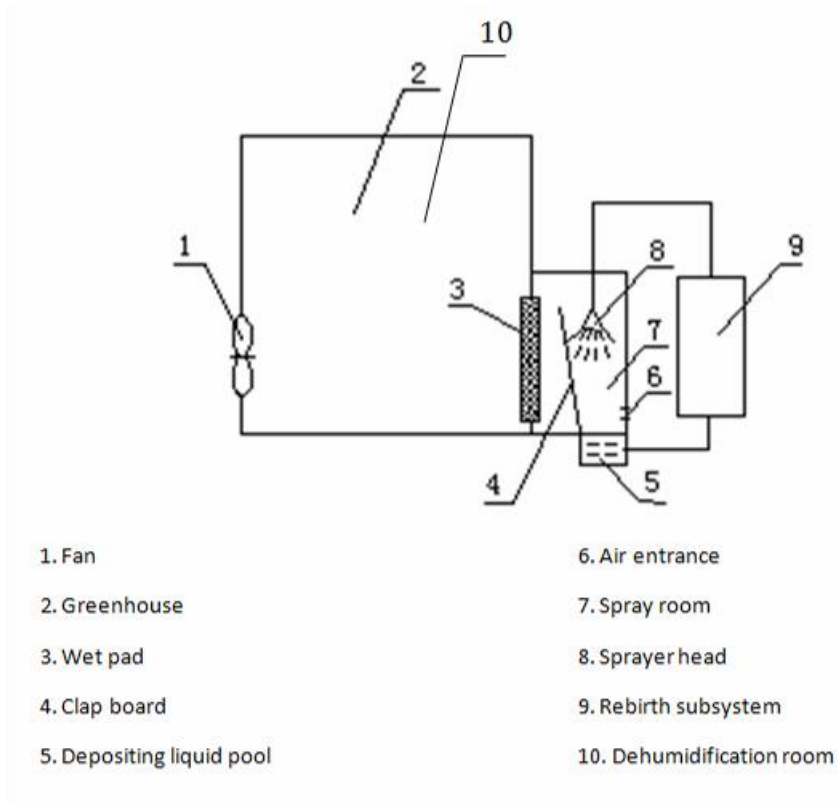 10
2
1
8
9
3
7
6
4
5
1. Fan
2. Greenhouse
3. Wet pad
4. Clap board
5. Depositing liquid pool
6. Air entrance
7. Spray room
8. Sprayer head
9. Rebirth subsystem
10. Dehumidification room